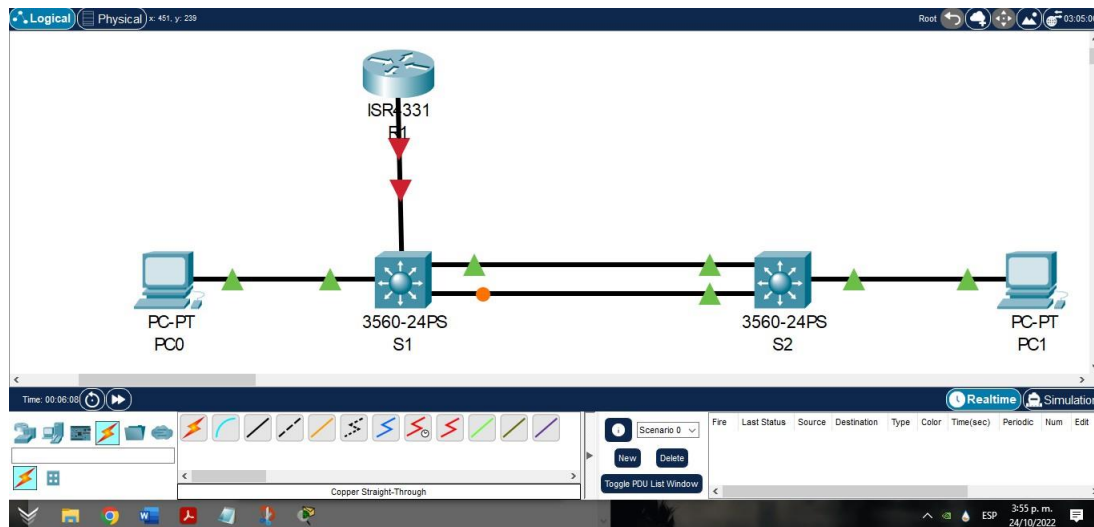 Logical
Physical
x: 451, y: 239
Root
03:05:00
ISR4331
R1
PC-PT
PC0
3560-24PS
S1
3560-24PS
S2
PC-PT
PC1
Time: 00:06:08
Realtime
Simulation
Scenario 0
Fire Last Status Source Destination Type Color Time(sec) Periodic Num Edit
New
Delete
Toggle PDU List Window
Copper Straight-Through
ESP
3:55 p. m.
24/10/2022